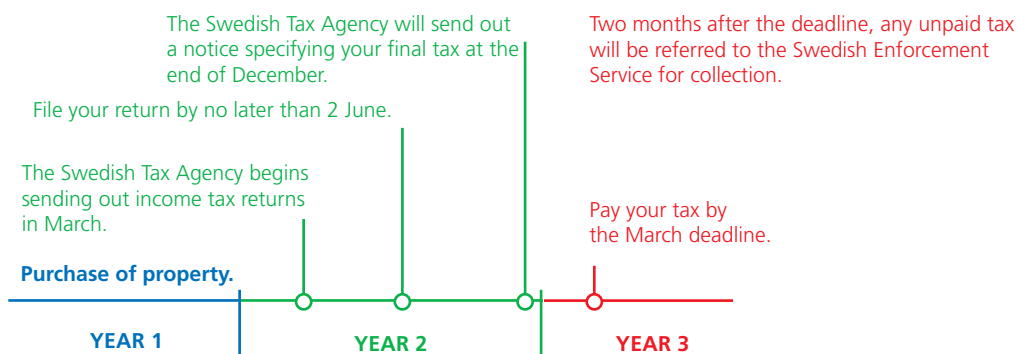 The Swedish Tax Agency will send out
a notice specifying your final tax at the
end of December.
Two months after the deadline, any unpaid tax
will be referred to the Swedish Enforcement
Service for collection.
File your return by no later than 2 June.
The Swedish Tax Agency begins
sending out income tax returns
in March.
Pay your tax by
the March deadline.
Purchase of property.
YEAR 1
YEAR 2
YEAR 3